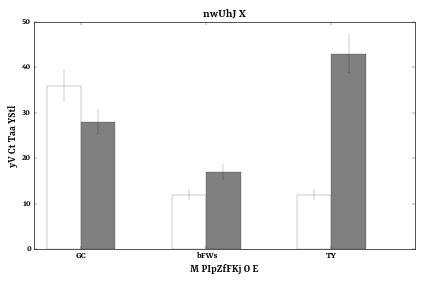 nwUhJ X
yV Ct Taa YStl
50
40
30
20
10
0
GC
bFWs
TY
M PIpZfFKj O E